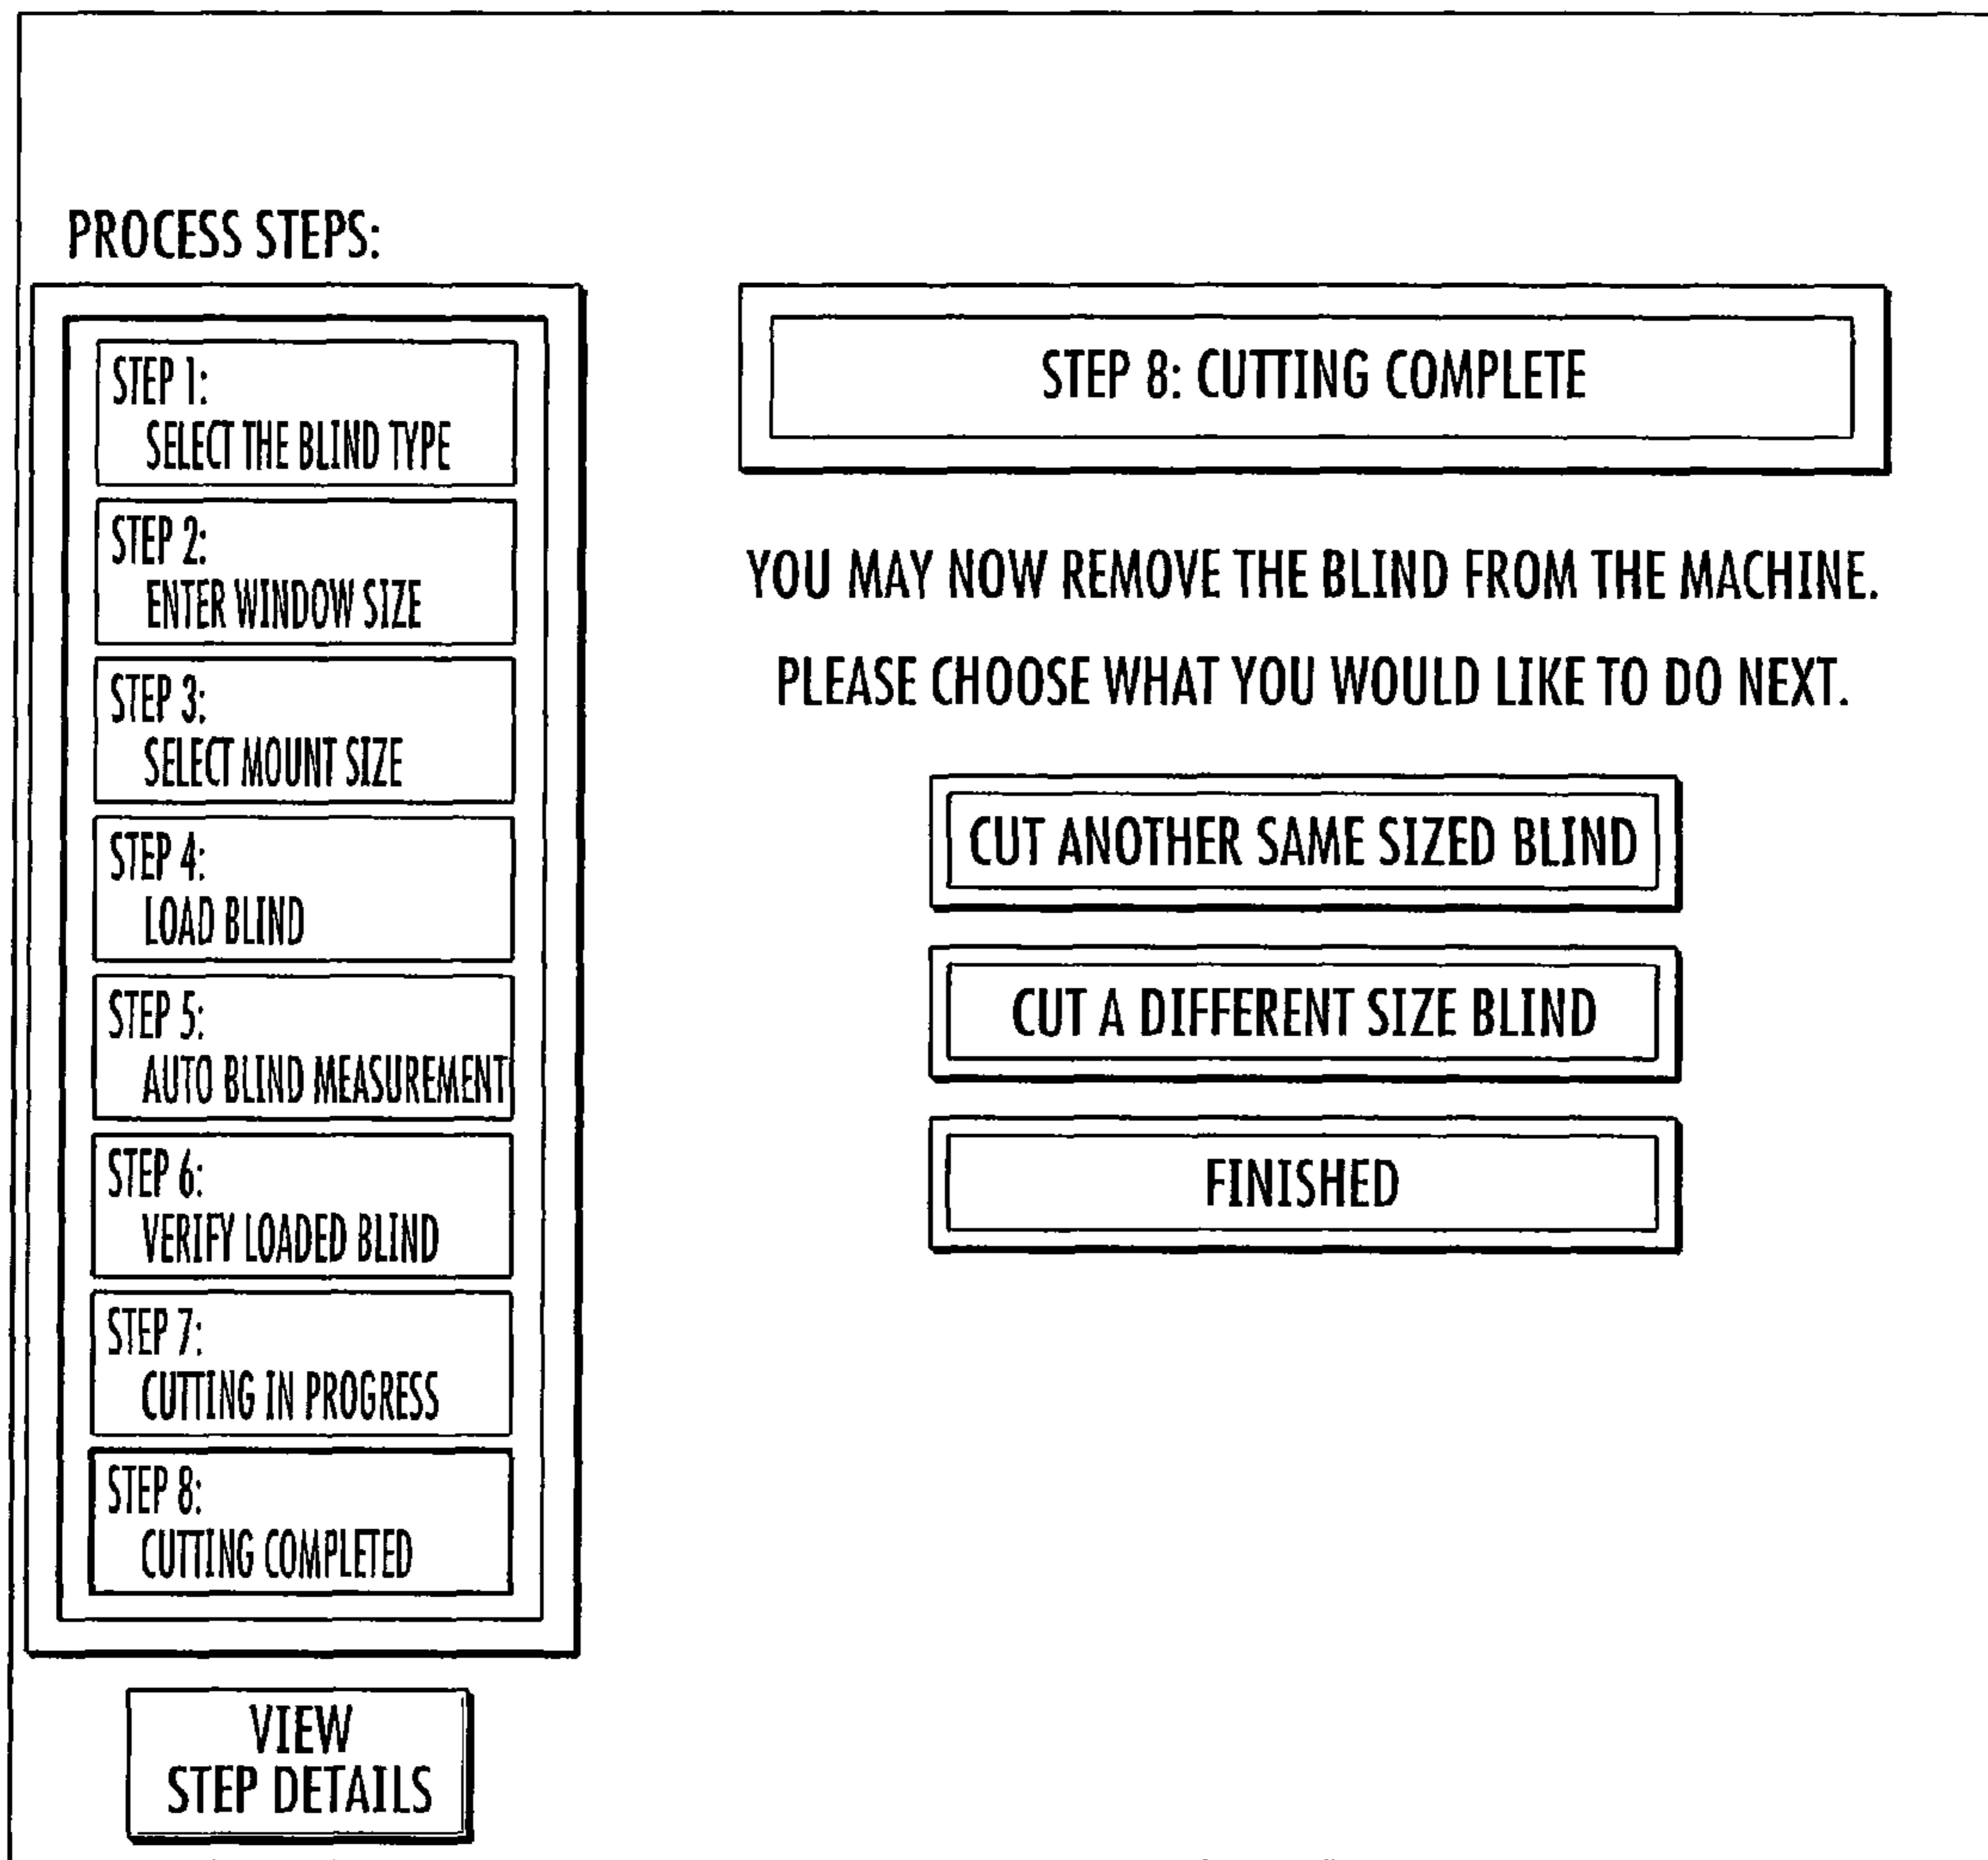 PROCESS STEPS:
STEP 1:
SELECT THE BLIND TYPE
STEP 2:
ENTER WINDOW SIZE
STEP 3:
SELECT MOUNT SIZE
STEP 4:
LOAD BLIND
STEP 5:
AUTO BLIND MEASUREMENT
STEP 6:
VERIFY LOADED BLIND
STEP 7:
CUTTING IN PROGRESS
STEP 8:
CUTTING COMPLETED
VIEW
STEP DETAILS
STEP 8: CUTTING COMPLETE
YOU MAY NOW REMOVE THE BLIND FROM THE MACHINE.
PLEASE CHOOSE WHAT YOU WOULD LIKE TO DO NEXT.
CUT ANOTHER SAME SIZED BLIND
CUT A DIFFERENT SIZE BLIND
FINISHED